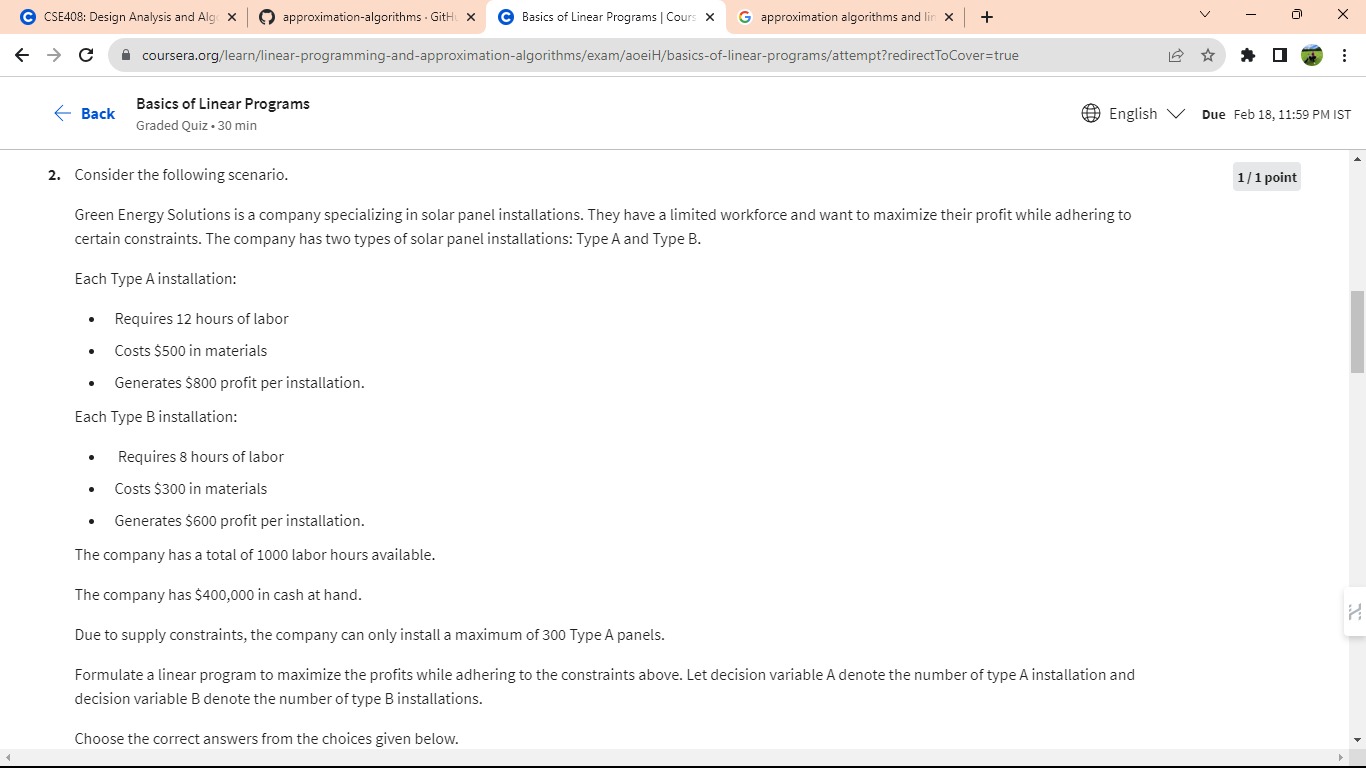 CSE408: Design Analysis and Alg
approximation-algorithms · GitH
Basics of Linear Programs | Cours
approximation algorithms and lin
coursera.org/learn/linear-programming-and-approximation-algorithms/exam/aoeiH/basics-of-linear-programs/attempt?redirectToCover=true
Back
Basics of Linear Programs
Graded Quiz • 30 min
English
Due Feb 18, 11:59 PM IST
2. Consider the following scenario.
1 / 1 point
Green Energy Solutions is a company specializing in solar panel installations. They have a limited workforce and want to maximize their profit while adhering to
certain constraints. The company has two types of solar panel installations: Type A and Type B.
Each Type A installation:
• Requires 12 hours of labor
• Costs $500 in materials
• Generates $800 profit per installation.
Each Type B installation:
• Requires 8 hours of labor
• Costs $300 in materials
• Generates $600 profit per installation.
The company has a total of 1000 labor hours available.
The company has $400,000 in cash at hand.
Due to supply constraints, the company can only install a maximum of 300 Type A panels.
Formulate a linear program to maximize the profits while adhering to the constraints above. Let decision variable A denote the number of type A installation and
decision variable B denote the number of type B installations.
Choose the correct answers from the choices given below.